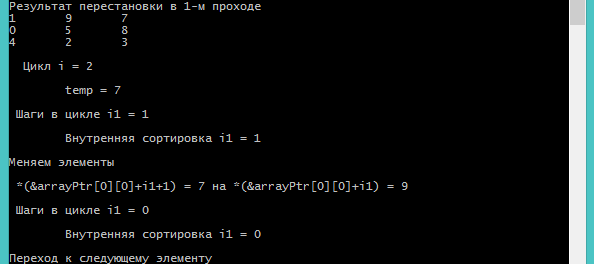 Результат перестановки в 1-м проходе
1 9 7
0 5 8
4 2 3
Цикл i = 2
temp = 7
Шаги в цикле i1 = 1
Внутренняя сортировка i1 = 1
Меняем элементы
*(&arrayPtr[0][0]+i1+1) = 7 на *(&arrayPtr[0][0]+i1) = 9
Шаги в цикле i1 = 0
Внутренняя сортировка i1 = 0
Переход к следующему элементу